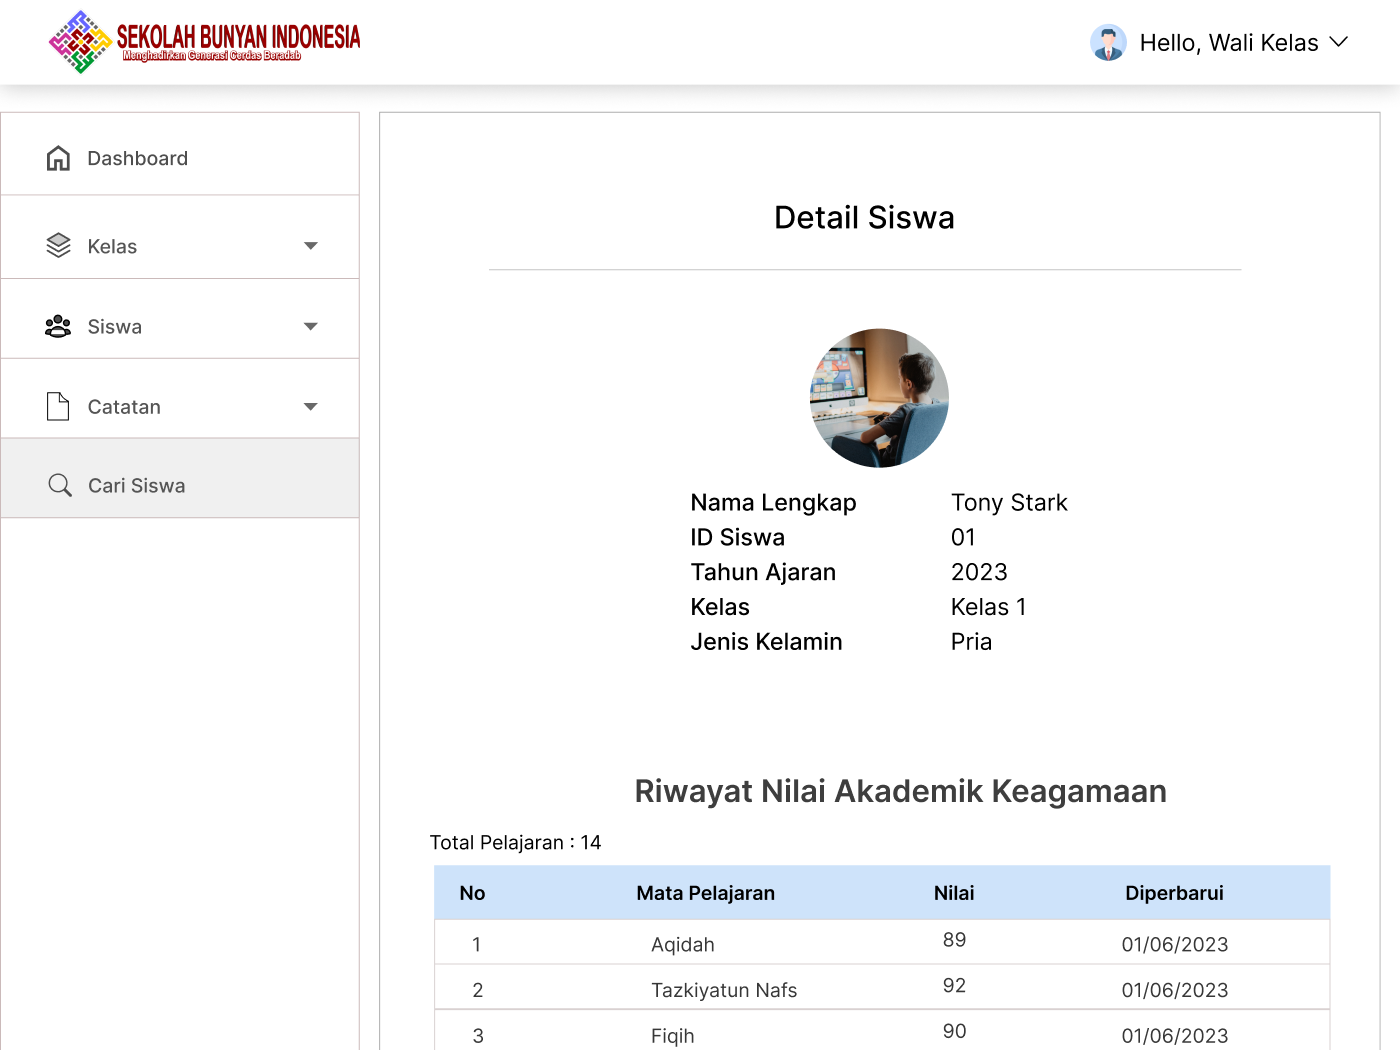 SEKOLAH BUNYAN INDONESIA
Menghadirkan Generasi Cerdas Beradab
Hello, Wali Kelas
Dashboard
Kelas
Siswa
Catatan
Cari Siswa
Detail Siswa
Nama Lengkap Tony Stark
ID Siswa 01
Tahun Ajaran 2023
Kelas Kelas 1
Jenis Kelamin Pria
Riwayat Nilai Akademik Keagamaan
Total Pelajaran : 14
No Mata Pelajaran Nilai Diperbarui
1 Aqidah 89 01/06/2023
2 Tazkiyatun Nafs 92 01/06/2023
3 Fiqih 90 01/06/2023